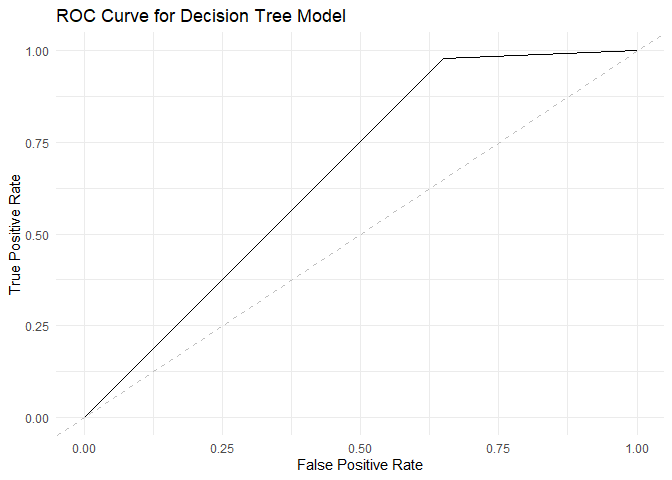 ROC Curve for Decision Tree Model
1.00
0.75
0.50
0.25
0.00
True Positive Rate
0.00 0.25 0.50 0.75 1.00
False Positive Rate